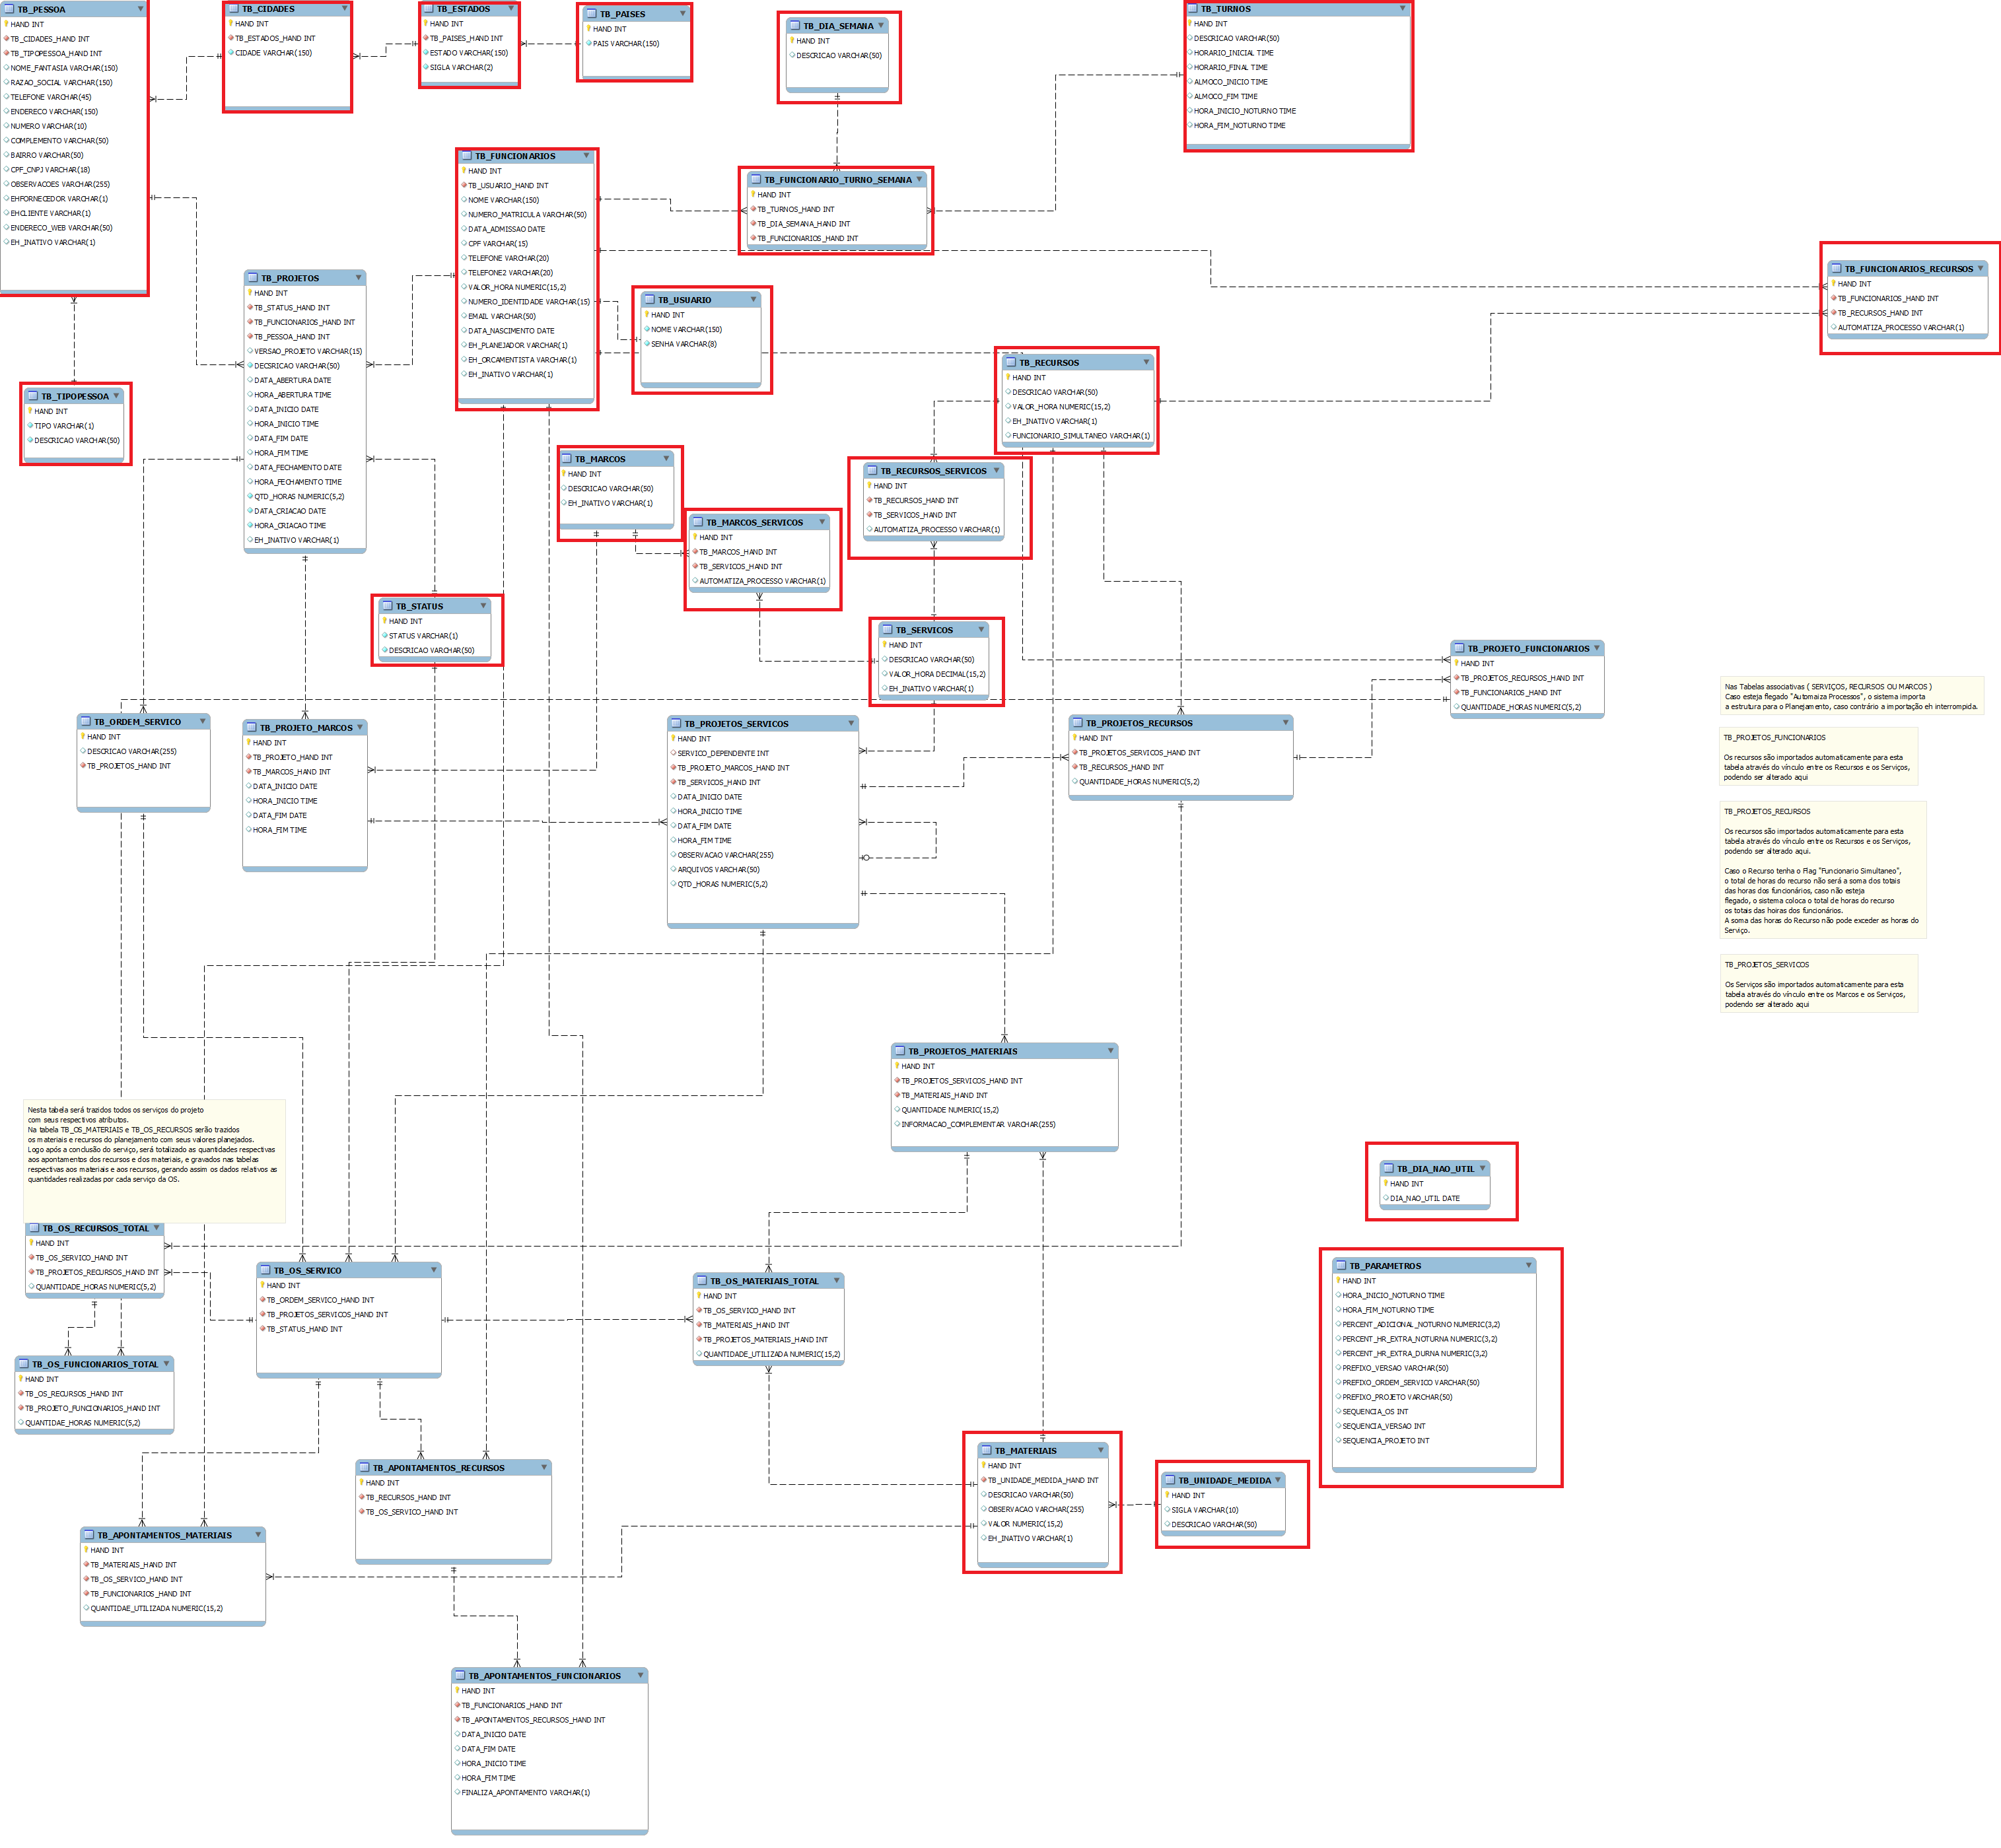 TB_PESSOA
HAND INT
TB_CIDADES_HAND INT
TB_TIPOPESSOA_HAND INT
NOME_FANTASIA VARCHAR(150)
RAZAO_SOCIAL VARCHAR(150)
TELEFONE VARCHAR(45)
ENDERECO VARCHAR(150)
NUMERO VARCHAR(10)
COMPLEMENTO VARCHAR(50)
BAIRRO VARCHAR(50)
CPF_CNPJ VARCHAR(18)
OBSERVACOES VARCHAR(255)
EHFORNECEDOR VARCHAR(1)
EHCLIENTE VARCHAR(1)
ENDERECO_WEB VARCHAR(50)
EH_INATIVO VARCHAR(1)
TB_CIDADES
HAND INT
TB_ESTADOS_HAND INT
CIDADE VARCHAR(150)
TB_ESTADOS
HAND INT
TB_PAISES_HAND INT
ESTADO VARCHAR(150)
SIGLA VARCHAR(2)
TB_PAISES
HAND INT
PAIS VARCHAR(150)
TB_DIA_SEMANA
HAND INT
DESCRICAO VARCHAR(50)
TB_TURNOS
HAND INT
DESCRICAO VARCHAR(50)
HORARIO_INICIAL TIME
HORARIO_FINAL TIME
ALMOCO_INICIO TIME
ALMOCO_FIM TIME
HORA_INICIO_NOTURNO TIME
HORA_FIM_NOTURNO TIME
TB_FUNCIONARIOS
HAND INT
TB_USUARIO_HAND INT
NOME VARCHAR(150)
NUMERO_MATRICULA VARCHAR(50)
DATA_ADMISSAO DATE
CPF VARCHAR(15)
TELEFONE VARCHAR(20)
TELEFONE2 VARCHAR(20)
VALOR_HORA NUMERIC(15,2)
NUMERO_IDENTIDADE VARCHAR(15)
EMAIL VARCHAR(50)
DATA_NASCIMENTO DATE
EH_PLANEJADOR VARCHAR(1)
EH_ORCAMENTISTA VARCHAR(1)
EH_INATIVO VARCHAR(1)
TB_FUNCIONARIO_TURNO_SEMANA
HAND INT
TB_TURNOS_HAND INT
TB_DIA_SEMANA_HAND INT
TB_FUNCIONARIOS_HAND INT
TB_FUNCIONARIOS_RECURSOS
HAND INT
TB_FUNCIONARIOS_HAND INT
TB_RECURSOS_HAND INT
AUTOMATIZA_PROCESSO VARCHAR(1)
TB_PROJETOS
HAND INT
TB_STATUS_HAND INT
TB_FUNCIONARIOS_HAND INT
TB_PESSOA_HAND INT
VERSAO_PROJETO VARCHAR(15)
DECSRICAO VARCHAR(50)
DATA_ABERTURA DATE
HORA_ABERTURA TIME
DATA_INICIO DATE
HORA_INICIO TIME
DATA_FIM DATE
HORA_FIM TIME
DATA_FECHAMENTO DATE
HORA_FECHAMENTO TIME
QTD_HORAS NUMERIC(5,2)
DATA_CRIACAO DATE
HORA_CRIACAO TIME
EH_INATIVO VARCHAR(1)
TB_USUARIO
HAND INT
NOME VARCHAR(150)
SENHA VARCHAR(8)
TB_RECURSOS
HAND INT
DESCRICAO VARCHAR(50)
VALOR_HORA NUMERIC(15,2)
EH_INATIVO VARCHAR(1)
FUNCIONARIO_SIMULTANEO VARCHAR(1)
TB_TIPOPESSOA
HAND INT
TIPO VARCHAR(1)
DESCRICAO VARCHAR(50)
TB_MARCOS
HAND INT
DESCRICAO VARCHAR(50)
EH_INATIVO VARCHAR(1)
TB_RECURSOS_SERVICOS
HAND INT
TB_RECURSOS_HAND INT
TB_SERVICOS_HAND INT
AUTOMATIZA_PROCESSO VARCHAR(1)
TB_MARCOS_SERVICOS
HAND INT
TB_MARCOS_HAND INT
TB_SERVICOS_HAND INT
AUTOMATIZA_PROCESSO VARCHAR(1)
TB_STATUS
HAND INT
STATUS VARCHAR(1)
DESCRICAO VARCHAR(50)
TB_SERVICOS
HAND INT
DESCRICAO VARCHAR(50)
VALOR_HORA DECIMAL(15,2)
EH_INATIVO VARCHAR(1)
TB_PROJETO_FUNCIONARIOS
HAND INT
TB_PROJETOS_RECURSOS_HAND INT
TB_FUNCIONARIOS_HAND INT
QUANTIDADE_HORAS NUMERIC(5,2)
Nas Tabelas associativas ( SERVIÇOS, RECURSOS OU MARCOS )
Caso esteja flegado "Automaiza Processos", o sistema importa
a estrutura para o Planejamento, caso contrário a importação eh interrompida.
TB_PROJETOS_FUNCIONARIOS
Os recursos são importados automaticamente para esta
tabela através do vínculo entre os Recursos e os Serviços,
podendo ser alterado aqui
TB_PROJETOS_RECURSOS
Os recursos são importados automaticamente para esta
tabela através do vínculo entre os Recursos e os Serviços,
podendo ser alterado aqui.
Caso o Recurso tenha o Flag "Funcionario Simultaneo",
o total de horas do recurso não será a soma dos totais
das horas dos funcionários, caso não esteja
flegado, o sistema coloca o total de horas do recurso
os totais das hoiras dos funcionários.
A soma das horas do Recurso não pode exceder as horas do
Serviço.
TB_PROJETOS_SERVICOS
Os Serviços são importados automaticamente para esta
tabela através do vínculo entre os Marcos e os Serviços,
podendo ser alterado aqui
TB_ORDEM_SERVICO
HAND INT
DESCRICAO VARCHAR(255)
TB_PROJETOS_HAND INT
TB_PROJETO_MARCOS
HAND INT
TB_PROJETO_HAND INT
TB_MARCOS_HAND INT
DATA_INICIO DATE
HORA_INICIO TIME
DATA_FIM DATE
HORA_FIM TIME
TB_PROJETOS_SERVICOS
HAND INT
SERVICO_DEPENDENTE INT
TB_PROJETO_MARCOS_HAND INT
TB_SERVICOS_HAND INT
DATA_INICIO DATE
HORA_INICIO TIME
DATA_FIM DATE
HORA_FIM TIME
OBSERVACAO VARCHAR(255)
ARQUIVOS VARCHAR(50)
QTD_HORAS NUMERIC(5,2)
TB_PROJETOS_RECURSOS
HAND INT
TB_PROJETOS_SERVICOS_HAND INT
TB_RECURSOS_HAND INT
QUANTIDADE_HORAS NUMERIC(5,2)
TB_PROJETOS_MATERIAIS
HAND INT
TB_PROJETOS_SERVICOS_HAND INT
TB_MATERIAIS_HAND INT
QUANTIDADE NUMERIC(15,2)
INFORMACAO_COMPLEMENTAR VARCHAR(255)
Nesta tabela será trazidos todos os serviços do projeto
com seus respectivos atributos.
Na tabela TB_OS_MATERIAIS e TB_OS_RECURSOS serão trazidos
os materiais e recursos do planejamento com seus valores planejados.
Logo após a conclusão do serviço, será totalizado as quantidades respectivas
aos apontamentos dos recursos e dos materiais, e gravados nas tabelas
respectivas aos materiais e aos recursos, gerando assim os dados relativos as
quantidades realizadas por cada serviço da OS.
TB_DIA_NAO_UTIL
HAND INT
DIA_NAO_UTIL DATE
TB_OS_RECURSOS_TOTAL
HAND INT
TB_OS_SERVICO_HAND INT
TB_PROJETOS_RECURSOS_HAND INT
QUANTIDADE_HORAS NUMERIC(5,2)
TB_OS_SERVICO
HAND INT
TB_ORDEM_SERVICO_HAND INT
TB_PROJETOS_SERVICOS_HAND INT
TB_STATUS_HAND INT
TB_OS_MATERIAIS_TOTAL
HAND INT
TB_OS_SERVICO_HAND INT
TB_MATERIAIS_HAND INT
TB_PROJETOS_MATERIAIS_HAND INT
QUANTIDADE_UTILIZADA NUMERIC(15,2)
TB_PARAMETROS
HAND INT
HORA_INICIO_NOTURNO TIME
HORA_FIM_NOTURNO TIME
PERCENT_ADICIONAL_NOTURNO NUMERIC(3,2)
PERCENT_HR_EXTRA_NOTURNA NUMERIC(3,2)
PERCENT_HR_EXTRA_DURNA NUMERIC(3,2)
PREFIXO_VERSAO VARCHAR(50)
PREFIXO_ORDEM_SERVICO VARCHAR(50)
PREFIXO_PROJETO VARCHAR(50)
SEQUENCIA_OS INT
SEQUENCIA_VERSAO INT
SEQUENCIA_PROJETO INT
TB_OS_FUNCIONARIOS_TOTAL
HAND INT
TB_OS_RECURSOS_HAND INT
TB_PROJETO_FUNCIONARIOS_HAND INT
QUANTIDAE_HORAS NUMERIC(5,2)
TB_APONTAMENTOS_RECURSOS
HAND INT
TB_RECURSOS_HAND INT
TB_OS_SERVICO_HAND INT
TB_MATERIAIS
HAND INT
TB_UNIDADE_MEDIDA_HAND INT
DESCRICAO VARCHAR(50)
OBSERVACAO VARCHAR(255)
VALOR NUMERIC(15,2)
EH_INATIVO VARCHAR(1)
TB_UNIDADE_MEDIDA
HAND INT
SIGLA VARCHAR(10)
DESCRICAO VARCHAR(50)
TB_APONTAMENTOS_MATERIAIS
HAND INT
TB_MATERIAIS_HAND INT
TB_OS_SERVICO_HAND INT
TB_FUNCIONARIOS_HAND INT
QUANTIDAE_UTILIZADA NUMERIC(15,2)
TB_APONTAMENTOS_FUNCIONARIOS
HAND INT
TB_FUNCIONARIOS_HAND INT
TB_APONTAMENTOS_RECURSOS_HAND INT
DATA_INICIO DATE
DATA_FIM DATE
HORA_INICIO TIME
HORA_FIM TIME
FINALIZA_APONTAMENTO VARCHAR(1)